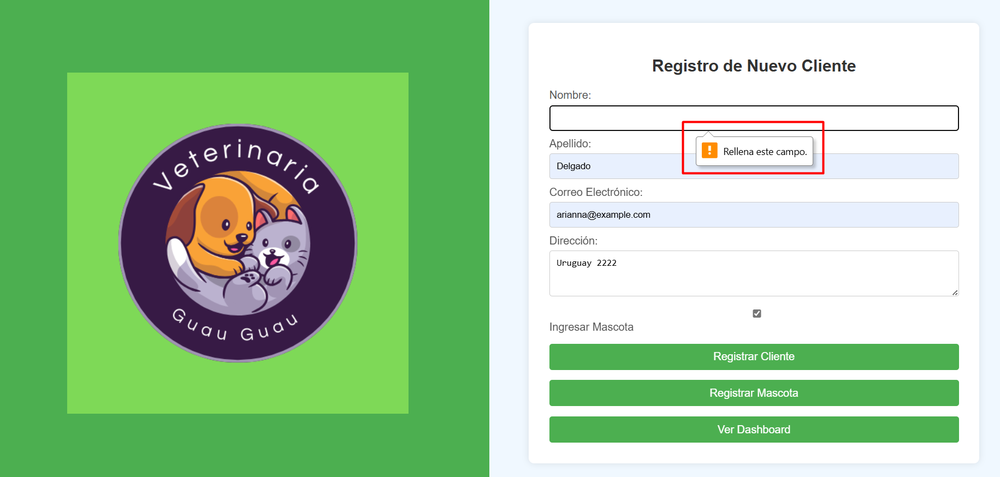 Veterinaria
Guau Guau
Registro de Nuevo Cliente
Nombre:
Rellena este campo.
Apellido:
Delgado
Correo Electrónico:
arianna@example.com
Dirección:
Uruguay 2222
Ingresar Mascota
Registrar Cliente
Registrar Mascota
Ver Dashboard